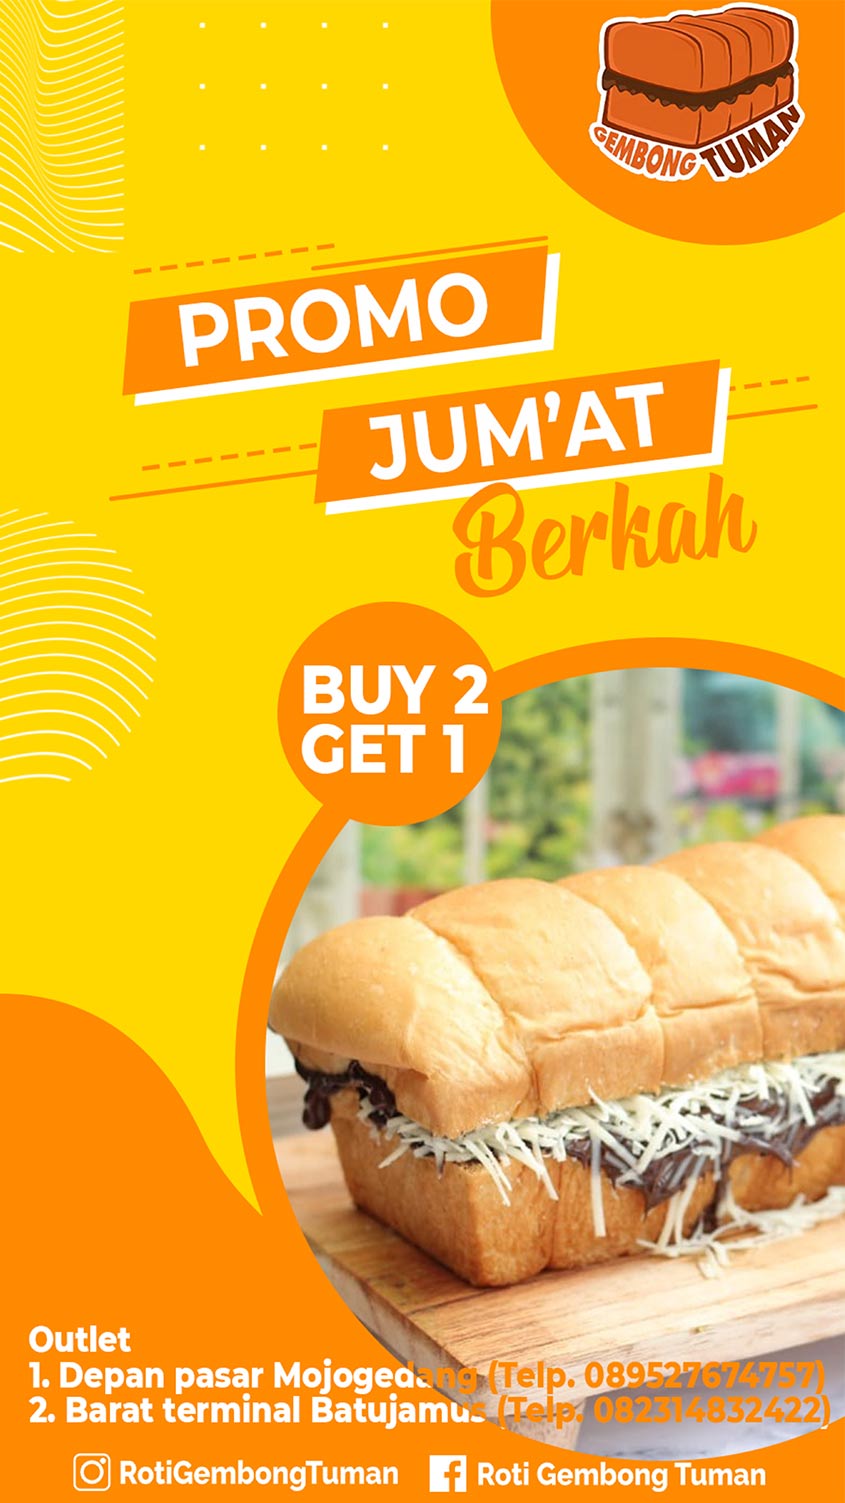 GEMBONG TUMAN
PROMO
JUM'AT
Berkah
BUY 2
GET 1
Outlet
1. Depan pasar Mojogedang (Telp. 089527674757)
2. Barat terminal Batujamus (Telp. 082314832422)
RotiGembongTuman Roti Gembong Tuman